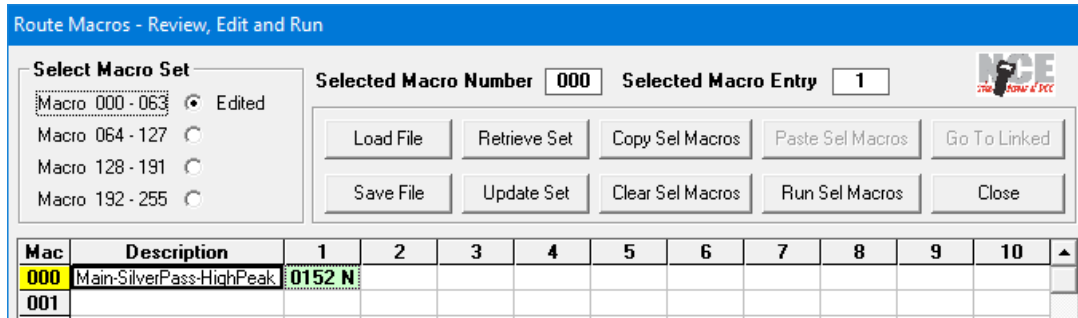 Route Macros - Review, Edit and Run
Select Macro Set
Macro 000 - 063 Edited
Macro 064 - 127
Macro 128 - 191
Macro 192 - 255
Selected Macro Number 000 Selected Macro Entry 1
NCE
Load File Retrieve Set Copy Sel Macros Paste Sel Macros Go To Linked
Save File Update Set Clear Sel Macros Run Sel Macros Close
Mac Description 1 2 3 4 5 6 7 8 9 10
000 Main-SilverPass-HighPeak 0152 N
001